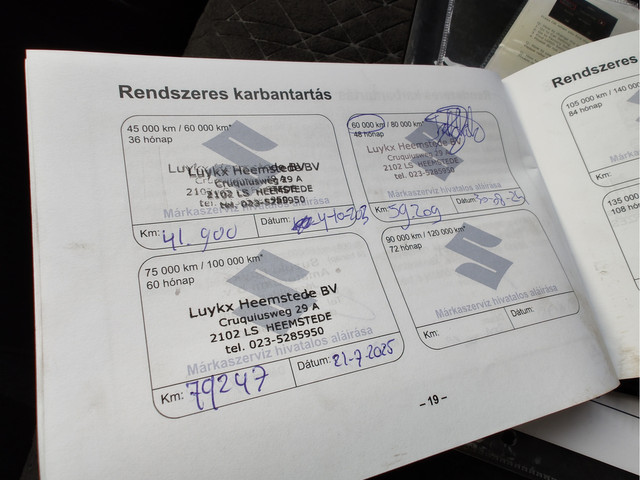 Rendszeres karbantartás
45 000 km / 60 000 km*
36 hónap
Luykx Heemstede BV
Cruquiusweg 29 A
2102 LS HEEMSTEDE
tel. 023-5285950
Márkaszerviz hivatalos aláírása
Km: 41.900
Dátum:
60 000 km / 80 000 km*
48 hónap
Luykx Heemstede BV
Cruquiusweg 29 A
2102 LS HEEMSTEDE
tel. 023-5285950
Márkaszerviz hivatalos aláírása
Km: 59209
Dátum:
75 000 km / 100 000 km*
60 hónap
Luykx Heemstede BV
Cruquiusweg 29 A
2102 LS HEEMSTEDE
tel. 023-5285950
Márkaszerviz hivatalos aláírása
Km: 79247
Dátum: 21-7-2025
90 000 km / 120 000 km*
72 hónap
Márkaszerviz hivatalos aláírása
Km:
Dátum:
- 19 -
Rendszeres
105 000 km / 140
84 hónap
Km:
135 000
108 hó